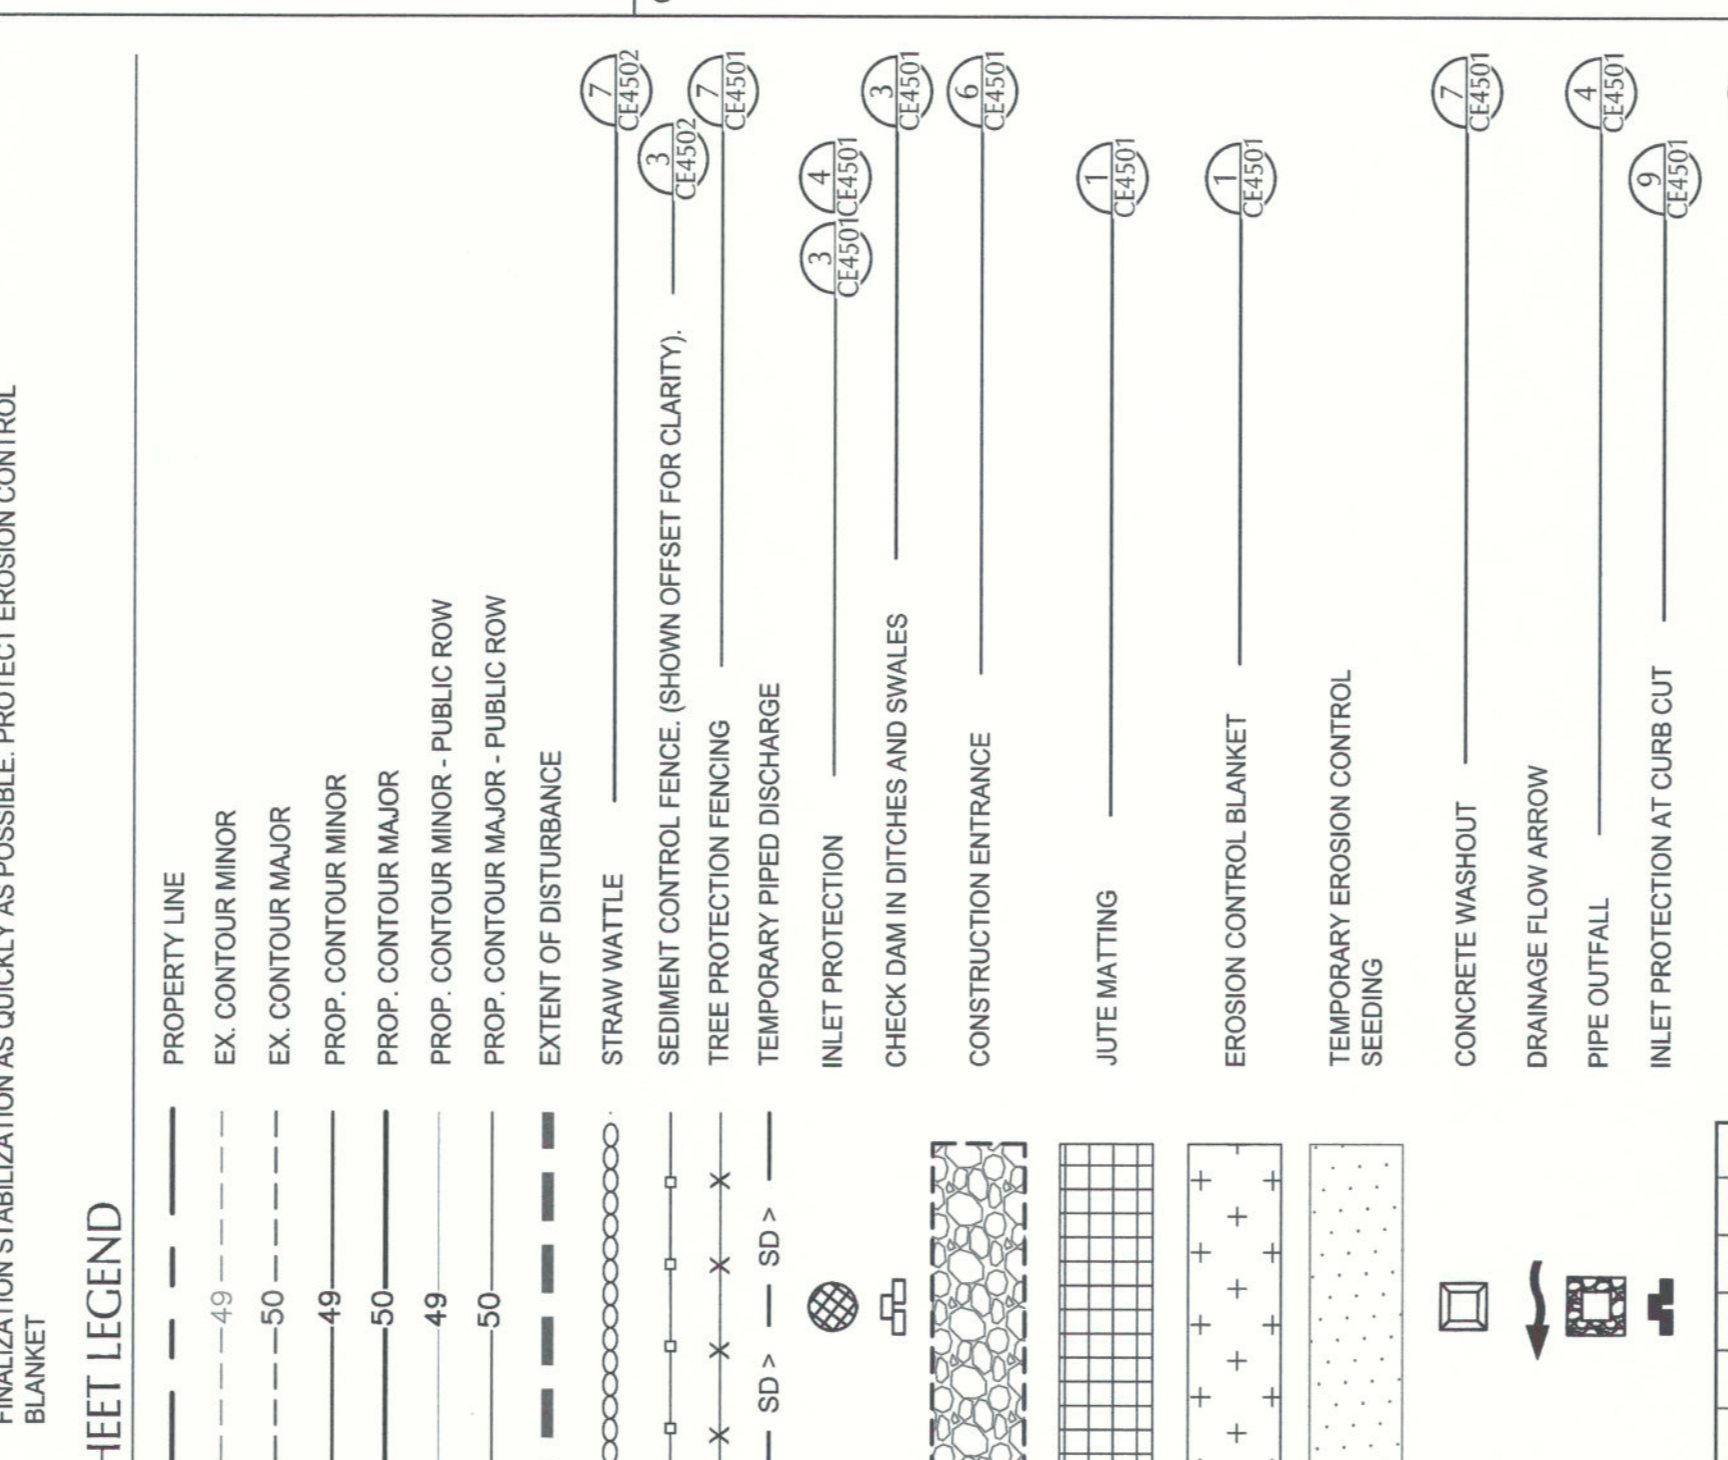 FINALIZATION STABILIZATION AS QUICKLY AS POSSIBLE. PROTECT EROSION CONTROL
BLANKET
HEET LEGEND
PROPERTY LINE
49 EX. CONTOUR MINOR
50 EX. CONTOUR MAJOR
49 PROP. CONTOUR MINOR
50 PROP. CONTOUR MAJOR
49 PROP. CONTOUR MINOR - PUBLIC ROW
50 PROP. CONTOUR MAJOR - PUBLIC ROW
EXTENT OF DISTURBANCE
STRAW WATTLE 7 CE4502
SEDIMENT CONTROL FENCE. (SHOWN OFFSET FOR CLARITY). 3 CE4502
X X X X TREE PROTECTION FENCING 7 CE4501
SD > SD > TEMPORARY PIPED DISCHARGE
INLET PROTECTION 3 CE4501 4 CE4501
CHECK DAM IN DITCHES AND SWALES 3 CE4501
CONSTRUCTION ENTRANCE 6 CE4501
JUTE MATTING 1 CE4501
EROSION CONTROL BLANKET 1 CE4501
TEMPORARY EROSION CONTROL
SEEDING
CONCRETE WASHOUT 7 CE4501
DRAINAGE FLOW ARROW
PIPE OUTFALL 4 CE4501
INLET PROTECTION AT CURB CUT 9 CE4501